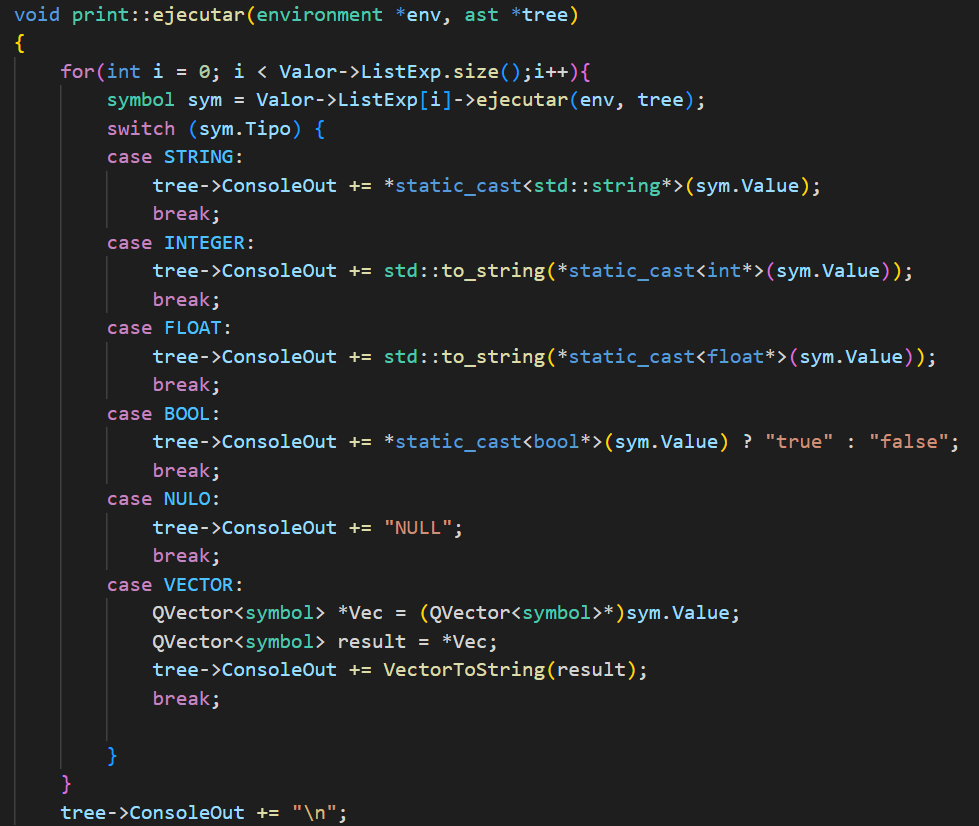 void print::ejecutar(environment *env, ast *tree)
{
    for(int i = 0; i < Valor->ListExp.size();i++){
        symbol sym = Valor->ListExp[i]->ejecutar(env, tree);
        switch (sym.Tipo) {
        case STRING:
            tree->ConsoleOut += *static_cast<std::string*>(sym.Value);
            break;
        case INTEGER:
            tree->ConsoleOut += std::to_string(*static_cast<int*>(sym.Value));
            break;
        case FLOAT:
            tree->ConsoleOut += std::to_string(*static_cast<float*>(sym.Value));
            break;
        case BOOL:
            tree->ConsoleOut += *static_cast<bool*>(sym.Value) ? "true" : "false";
            break;
        case NULO:
            tree->ConsoleOut += "NULL";
            break;
        case VECTOR:
            QVector<symbol> *Vec = (QVector<symbol>*)sym.Value;
            QVector<symbol> result = *Vec;
            tree->ConsoleOut += VectorToString(result);
            break;

        }
    }
    tree->ConsoleOut += "\n";